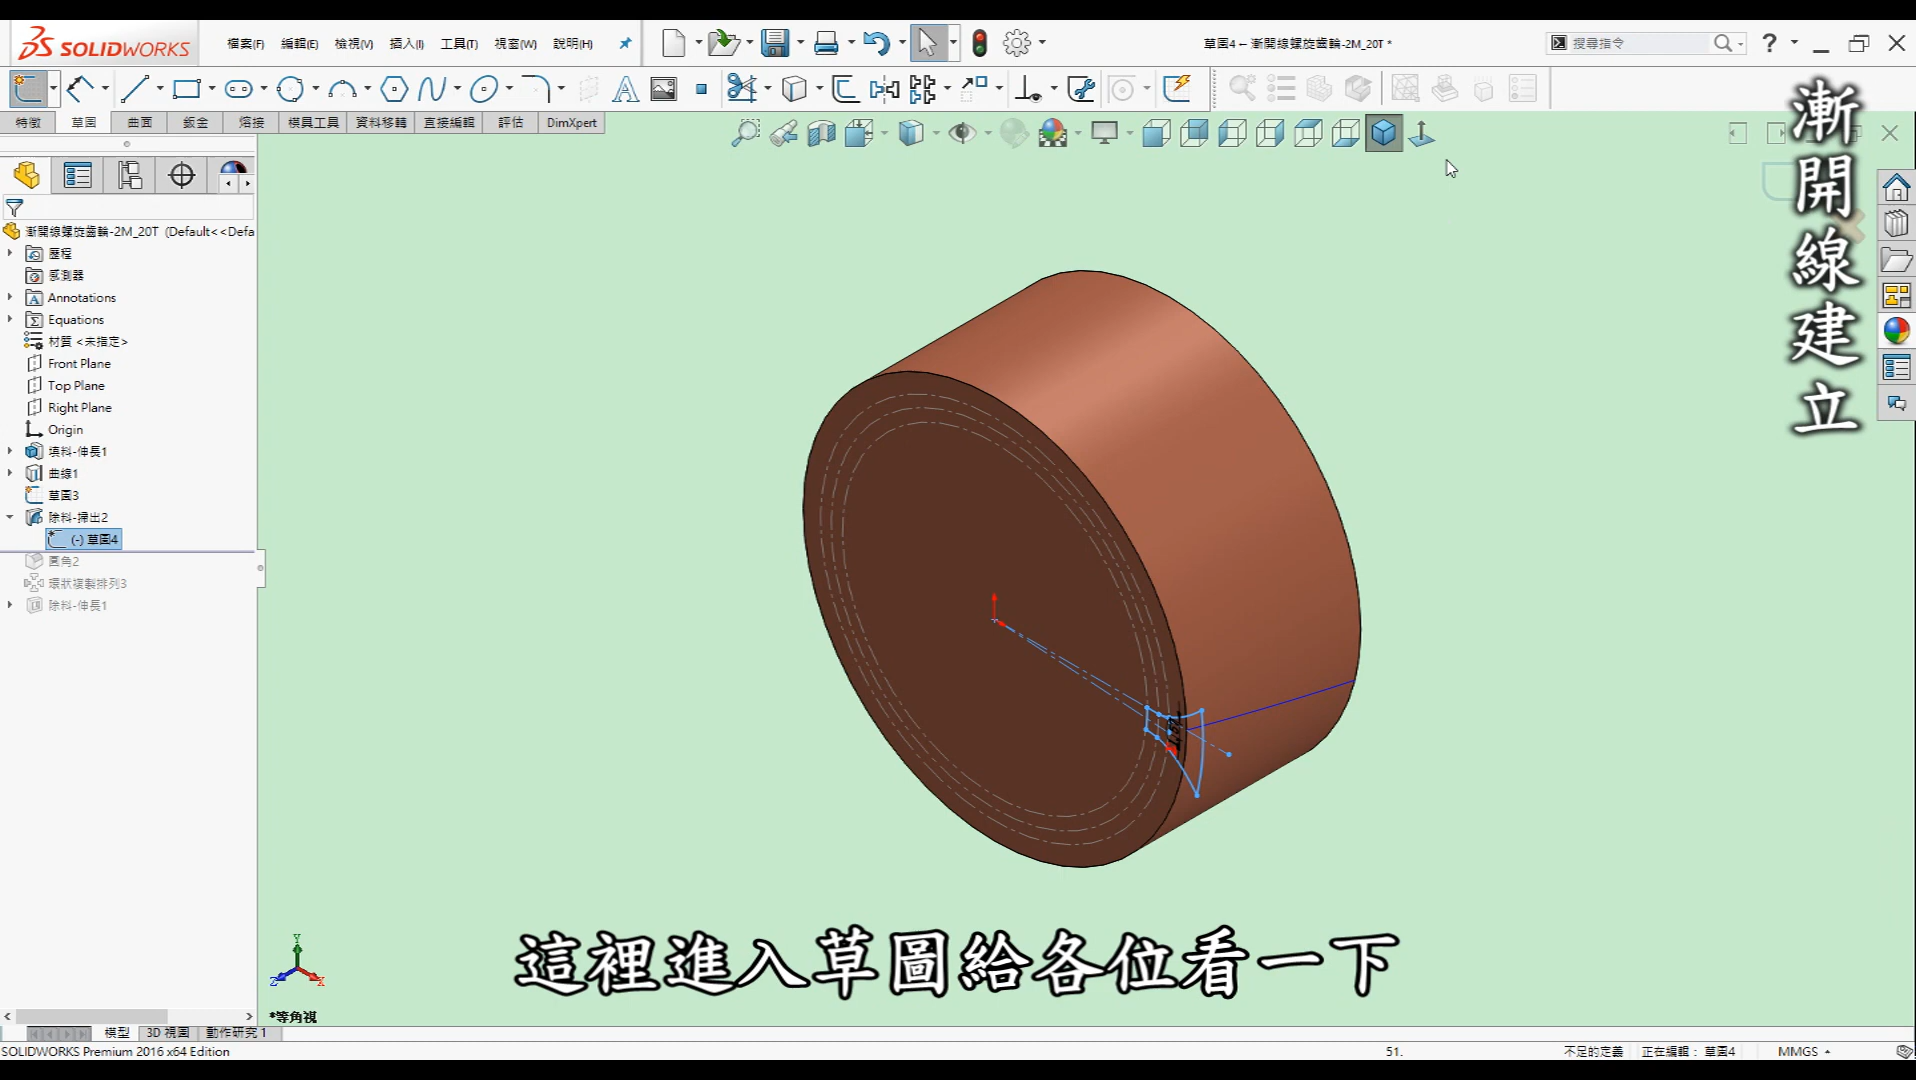 SOLIDWORKS
檔案(F)
編輯(E)
檢視(V)
插入(I)
工具(T)
視窗(W)
說明(H)
草圖4 – 漸開線螺旋齒輪-2M_20T *
搜尋指令
特徵
草圖
曲面
鈑金
熔接
模具工具
資料移轉
直接編輯
評估
DimXpert
漸開線螺旋齒輪-2M_20T (Default<<Defa
歷程
感測器
Annotations
Equations
材質 <未指定>
Front Plane
Top Plane
Right Plane
Origin
填料-伸長1
曲線1
草圖3
除料-掃出2
(-) 草圖4
圓角2
環狀複製排列3
除料-伸長1
漸開線建立
這裡進入草圖給各位看一下
Y
Z
X
*等角視
模型
3D 視圖
動作研究 1
SOLIDWORKS Premium 2016 x64 Edition
51.
不足的定義
正在編輯： 草圖4
MMGS